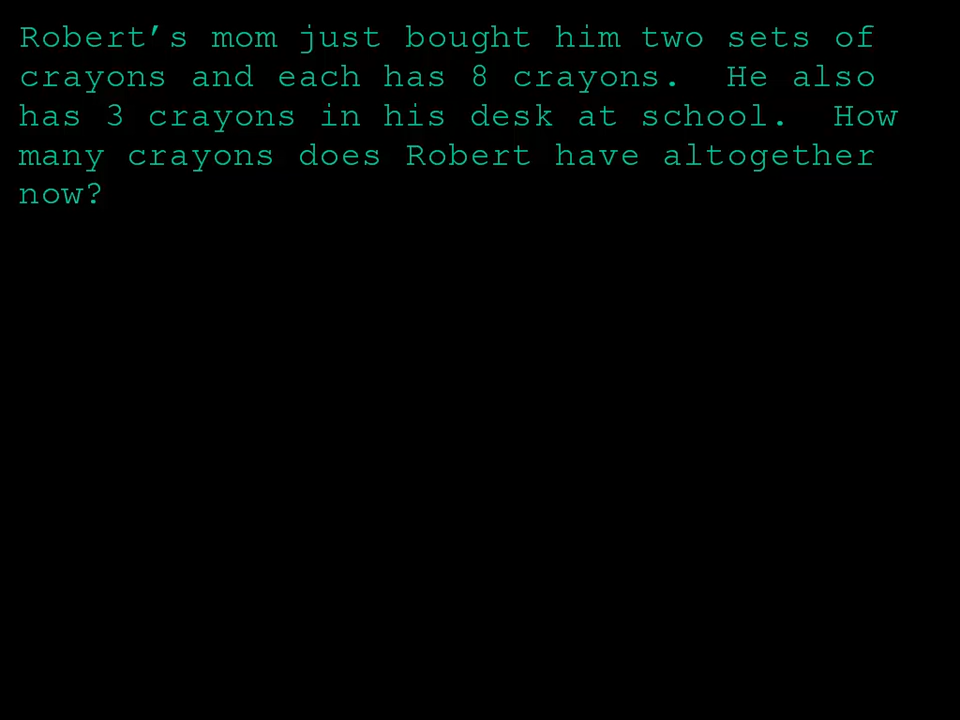 Robert’s mom just bought him two sets of
crayons and each has 8 crayons.  He also
has 3 crayons in his desk at school.  How
many crayons does Robert have altogether
now?